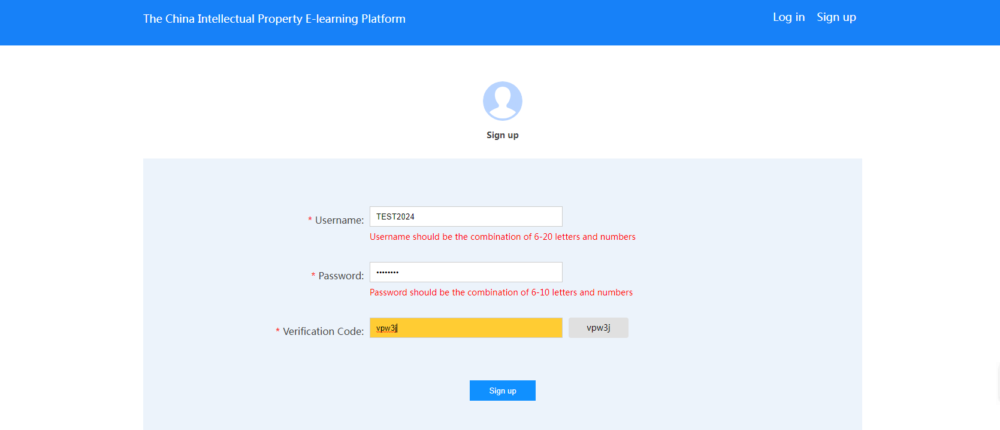 The China Intellectual Property E-learning Platform
Log in Sign up
Sign up
* Username: TEST2024
Username should be the combination of 6-20 letters and numbers
* Password: ••••••••
Password should be the combination of 6-10 letters and numbers
* Verification Code: vpw3j vpw3j
Sign up